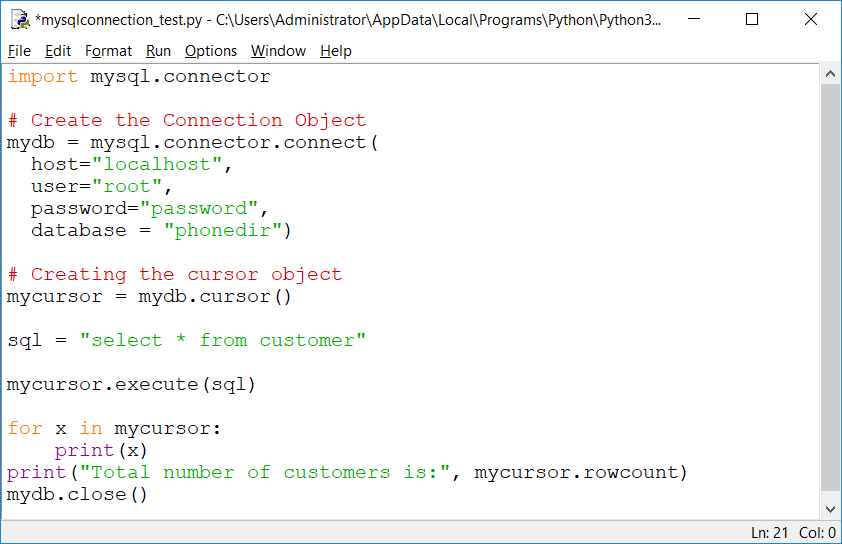 *mysqlconnection_test.py - C:\Users\Administrator\AppData\Local\Programs\Python\Python3...
File Edit Format Run Options Window Help
import mysql.connector
# Create the Connection Object
mydb = mysql.connector.connect(
  host="localhost",
  user="root",
  password="password",
  database = "phonedir")
# Creating the cursor object
mycursor = mydb.cursor()
sql = "select * from customer"
mycursor.execute(sql)
for x in mycursor:
    print(x)
print("Total number of customers is:", mycursor.rowcount)
mydb.close()
Ln: 21 Col: 0